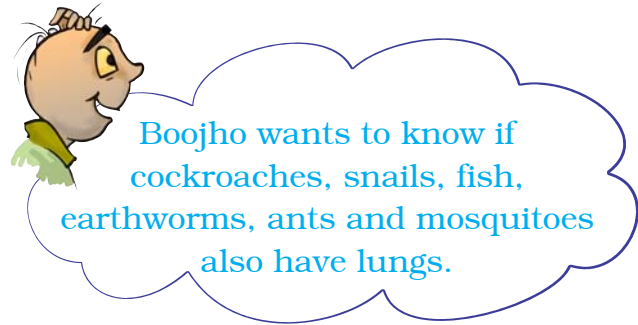 Boojho wants to know if
cockroaches, snails, fish,
earthworms, ants and mosquitoes
also have lungs.